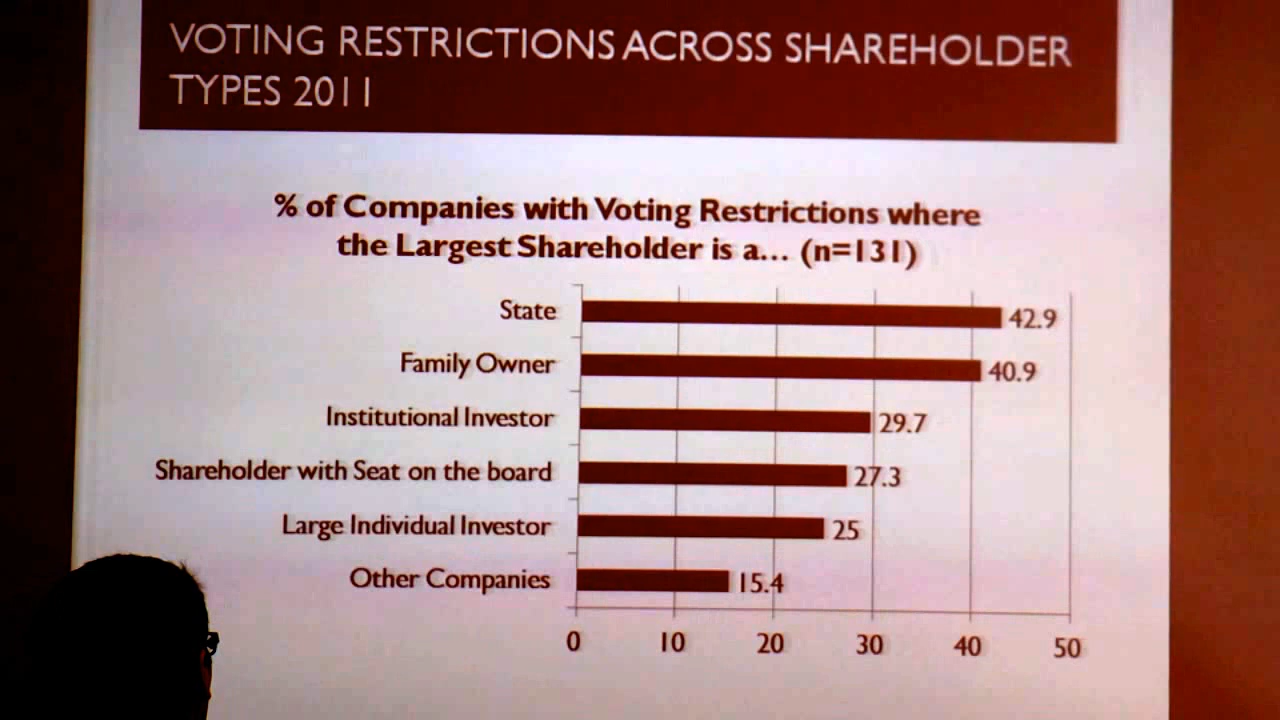 VOTING RESTRICTIONS ACROSS SHAREHOLDER
TYPES 2011
% of Companies with Voting Restrictions where
the Largest Shareholder is a... (n=131)
State 42.9
Family Owner 40.9
Institutional Investor 29.7
Shareholder with Seat on the board 27.3
Large Individual Investor 25
Other Companies 15.4
0 10 20 30 40 50